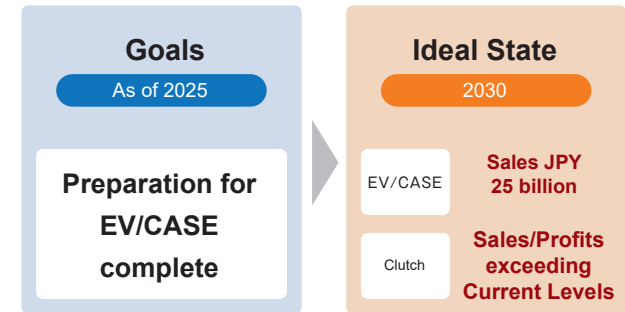 Goals
As of 2025
Preparation for
EV/CASE
complete
Ideal State
2030
EV/CASE
Sales JPY
25 billion
Clutch
Sales/Profits
exceeding
Current Levels